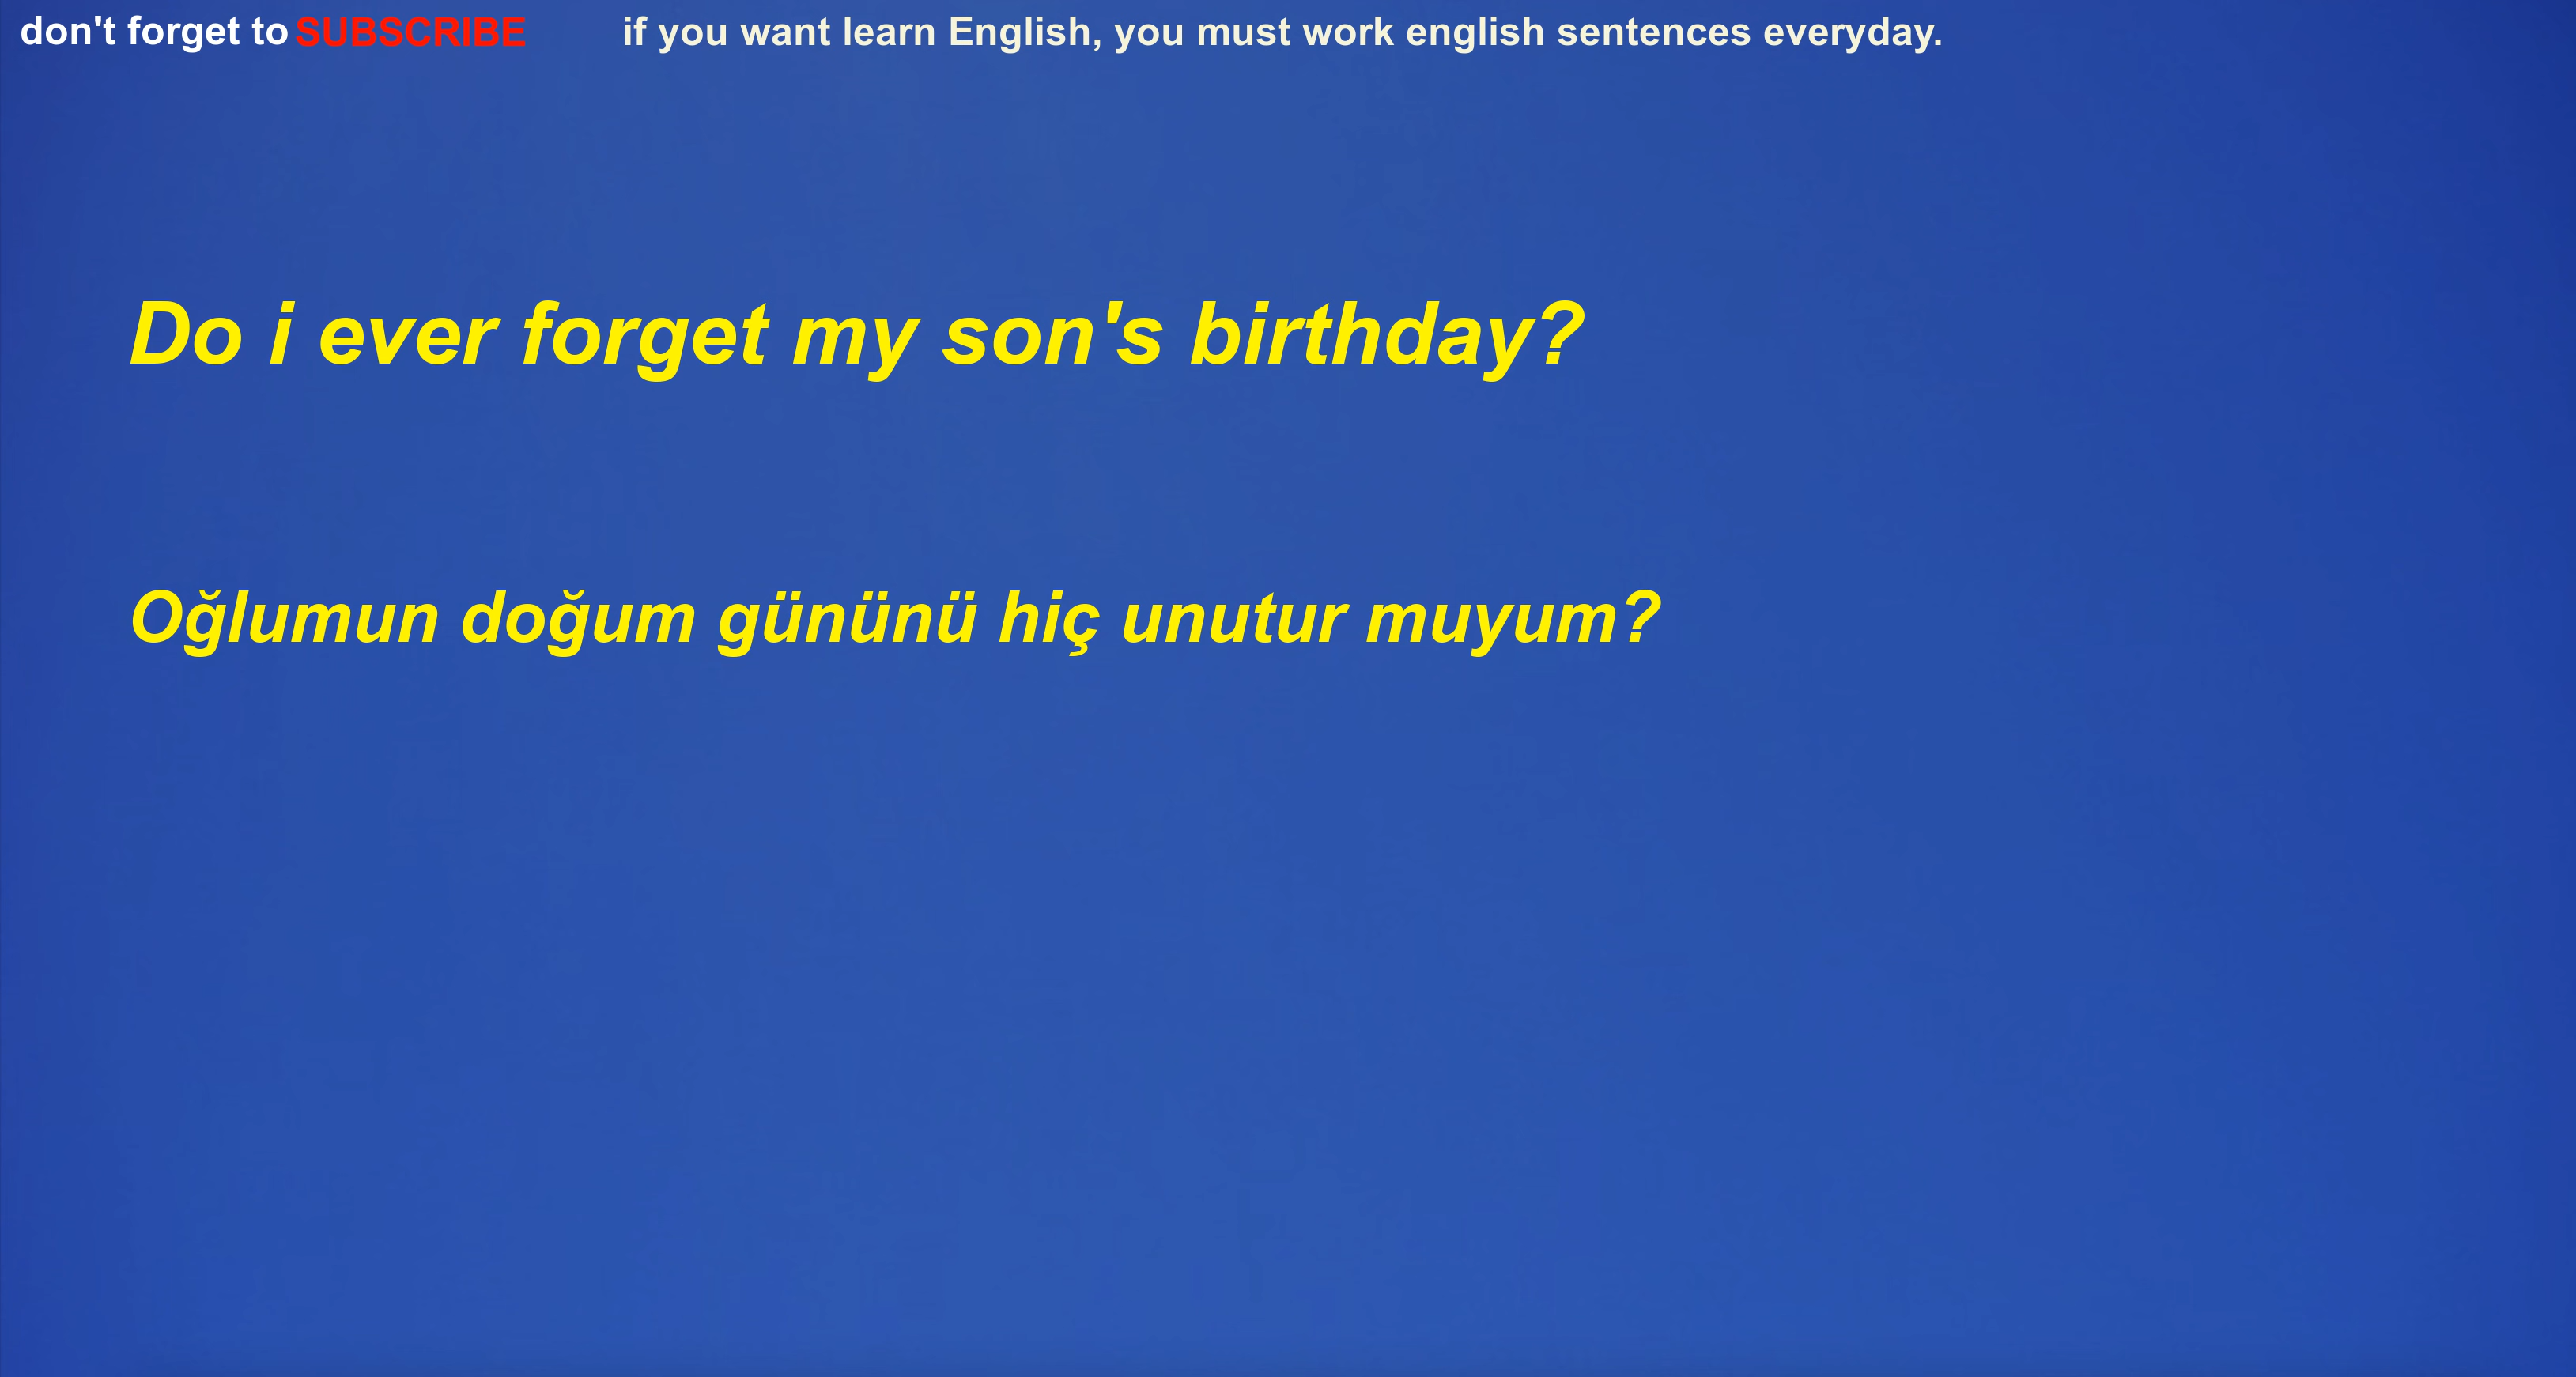 don't forget to SUBSCRIBE if you want learn English, you must work english sentences everyday.
Do i ever forget my son's birthday?
Oğlumun doğum gününü hiç unutur muyum?